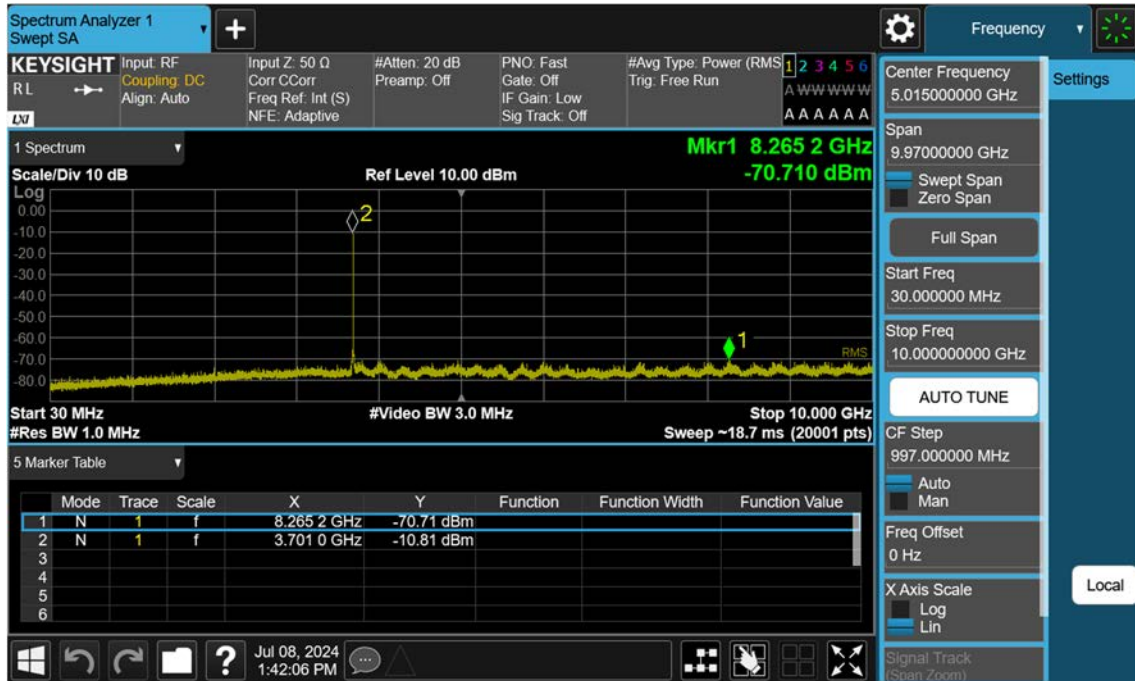 Spectrum Analyzer 1
Swept SA
+
Frequency
KEYSIGHT
RL
LXI
Input: RF
Coupling: DC
Align: Auto
Input Z: 50 Ω
Corr CCorr
Freq Ref: Int (S)
NFE: Adaptive
#Atten: 20 dB
Preamp: Off
PNO: Fast
Gate: Off
IF Gain: Low
Sig Track: Off
#Avg Type: Power (RMS
Trig: Free Run
1 2 3 4 5 6
A W W W W W
A A A A A A
1 Spectrum
Scale/Div 10 dB
Ref Level 10.00 dBm
Mkr1 8.265 2 GHz
-70.710 dBm
Log
0.00
-10.0
-20.0
-30.0
-40.0
-50.0
-60.0
-70.0
-80.0
2
1
RMS
Start 30 MHz
#Video BW 3.0 MHz
Stop 10.000 GHz
#Res BW 1.0 MHz
Sweep ~18.7 ms (20001 pts)
5 Marker Table
Mode Trace Scale X Y Function Function Width Function Value
1 N 1 f 8.265 2 GHz -70.71 dBm
2 N 1 f 3.701 0 GHz -10.81 dBm
3
4
5
6
?
Jul 08, 2024
1:42:06 PM
Center Frequency
5.015000000 GHz
Settings
Span
9.97000000 GHz
Swept Span
Zero Span
Full Span
Start Freq
30.000000 MHz
Stop Freq
10.000000000 GHz
AUTO TUNE
CF Step
997.000000 MHz
Auto
Man
Freq Offset
0 Hz
X Axis Scale
Log
Lin
Local
Signal Track
(Span Zoom)